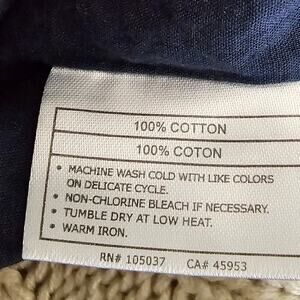 100% COTTON
100% COTON
• MACHINE WASH COLD WITH LIKE COLORS
ON DELICATE CYCLE.
• NON-CHLORINE BLEACH IF NECESSARY.
• TUMBLE DRY AT LOW HEAT.
• WARM IRON.
RN# 105037 CA# 45953